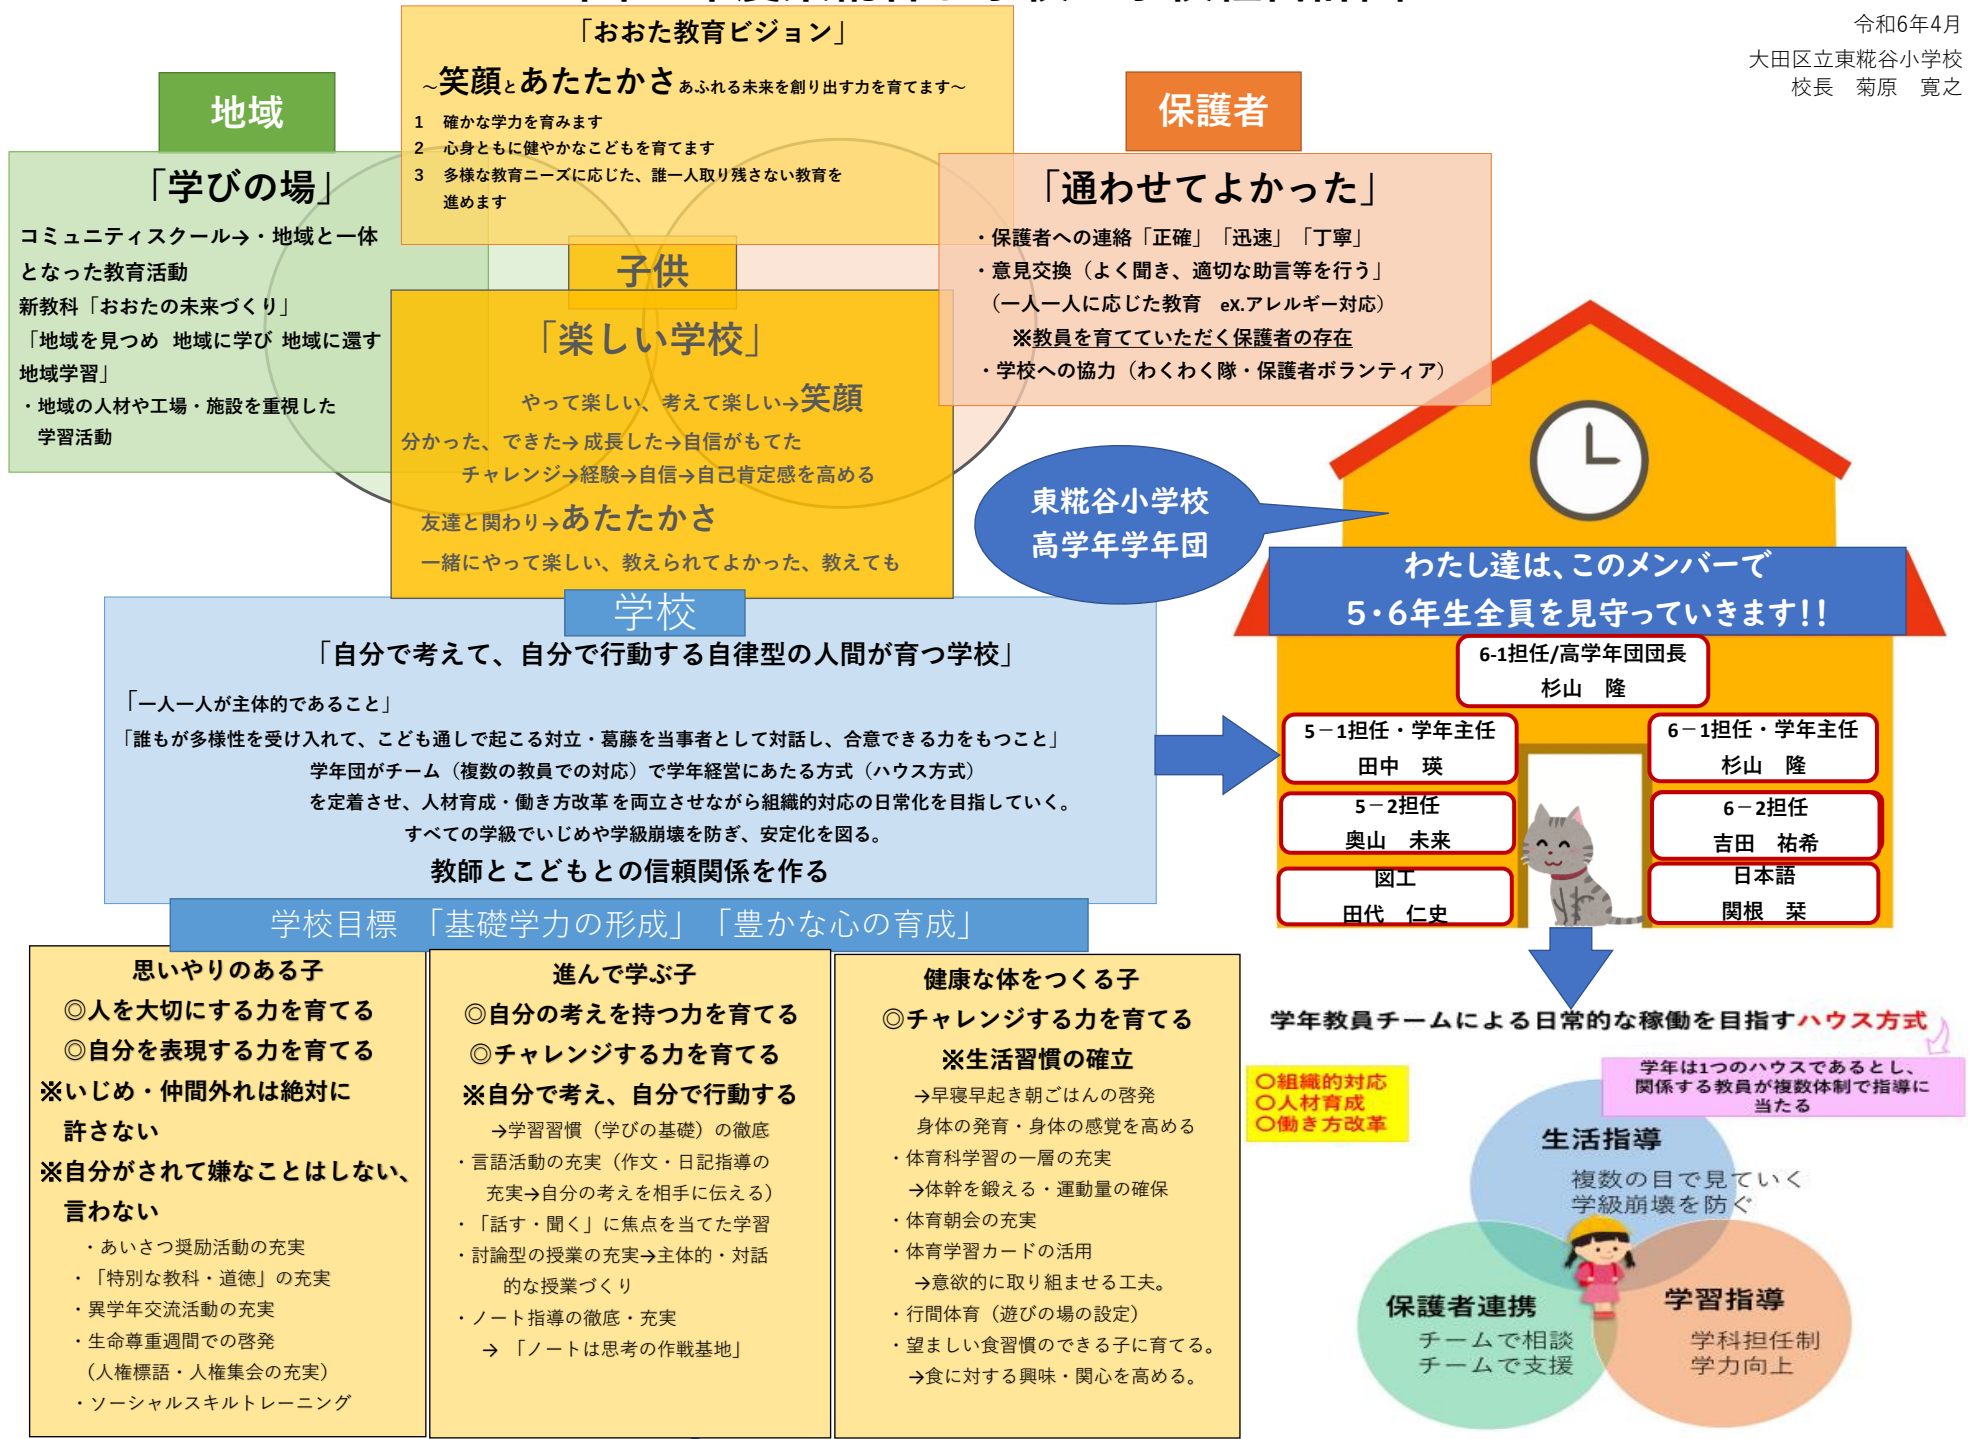 令和6年4月
大田区立東糀谷小学校
校長　菊原　寛之
「おおた教育ビジョン」
～笑顔とあたたかさあふれる未来を創り出す力を育てます～
1　確かな学力を育みます
2　心身ともに健やかなこどもを育てます
3　多様な教育ニーズに応じた、誰一人取り残さない教育を
進めます
地域
「学びの場」
コミュニティスクール→・地域と一体
となった教育活動
新教科「おおたの未来づくり」
「地域を見つめ 地域に学び 地域に還す
地域学習」
・地域の人材や工場・施設を重視した
学習活動
保護者
「通わせてよかった」
・保護者への連絡「正確」「迅速」「丁寧」
・意見交換（よく聞き、適切な助言等を行う」
（一人一人に応じた教育　ex.アレルギー対応）
※教員を育てていただく保護者の存在
・学校への協力（わくわく隊・保護者ボランティア）
子供
「楽しい学校」
やって楽しい、考えて楽しい→笑顔
分かった、できた→成長した→自信がもてた
チャレンジ→経験→自信→自己肯定感を高める
友達と関わり→あたたかさ
一緒にやって楽しい、教えられてよかった、教えても
学校
「自分で考えて、自分で行動する自律型の人間が育つ学校」
「一人一人が主体的であること」
「誰もが多様性を受け入れて、こども通しで起こる対立・葛藤を当事者として対話し、合意できる力をもつこと」
学年団がチーム（複数の教員での対応）で学年経営にあたる方式（ハウス方式）
を定着させ、人材育成・働き方改革を両立させながら組織的対応の日常化を目指していく。
すべての学級でいじめや学級崩壊を防ぎ、安定化を図る。
教師とこどもとの信頼関係を作る
学校目標　「基礎学力の形成」「豊かな心の育成」
思いやりのある子
◎人を大切にする力を育てる
◎自分を表現する力を育てる
※いじめ・仲間外れは絶対に
許さない
※自分がされて嫌なことはしない、
言わない
・あいさつ奨励活動の充実
・「特別な教科・道徳」の充実
・異学年交流活動の充実
・生命尊重週間での啓発
（人権標語・人権集会の充実）
・ソーシャルスキルトレーニング
進んで学ぶ子
◎自分の考えを持つ力を育てる
◎チャレンジする力を育てる
※自分で考え、自分で行動する
→学習習慣（学びの基礎）の徹底
・言語活動の充実（作文・日記指導の
充実→自分の考えを相手に伝える）
・「話す・聞く」に焦点を当てた学習
・討論型の授業の充実→主体的・対話
的な授業づくり
・ノート指導の徹底・充実
→「ノートは思考の作戦基地」
健康な体をつくる子
◎チャレンジする力を育てる
※生活習慣の確立
→早寝早起き朝ごはんの啓発
身体の発育・身体の感覚を高める
・体育科学習の一層の充実
→体幹を鍛える・運動量の確保
・体育朝会の充実
・体育学習カードの活用
→意欲的に取り組ませる工夫。
・行間体育（遊びの場の設定）
・望ましい食習慣のできる子に育てる。
→食に対する興味・関心を高める。
東糀谷小学校
高学年学年団
わたし達は、このメンバーで
5・6年生全員を見守っていきます!!
6-1担任/高学年団団長
杉山　隆
5－1担任・学年主任
田中　瑛
6－1担任・学年主任
杉山　隆
5－2担任
奥山　未来
6－2担任
吉田　祐希
図工
田代　仁史
日本語
関根　栞
学年教員チームによる日常的な稼働を目指すハウス方式
〇組織的対応
〇人材育成
〇働き方改革
学年は1つのハウスであるとし、
関係する教員が複数体制で指導に
当たる
生活指導
複数の目で見ていく
学級崩壊を防ぐ
保護者連携
チームで相談
チームで支援
学習指導
学科担任制
学力向上